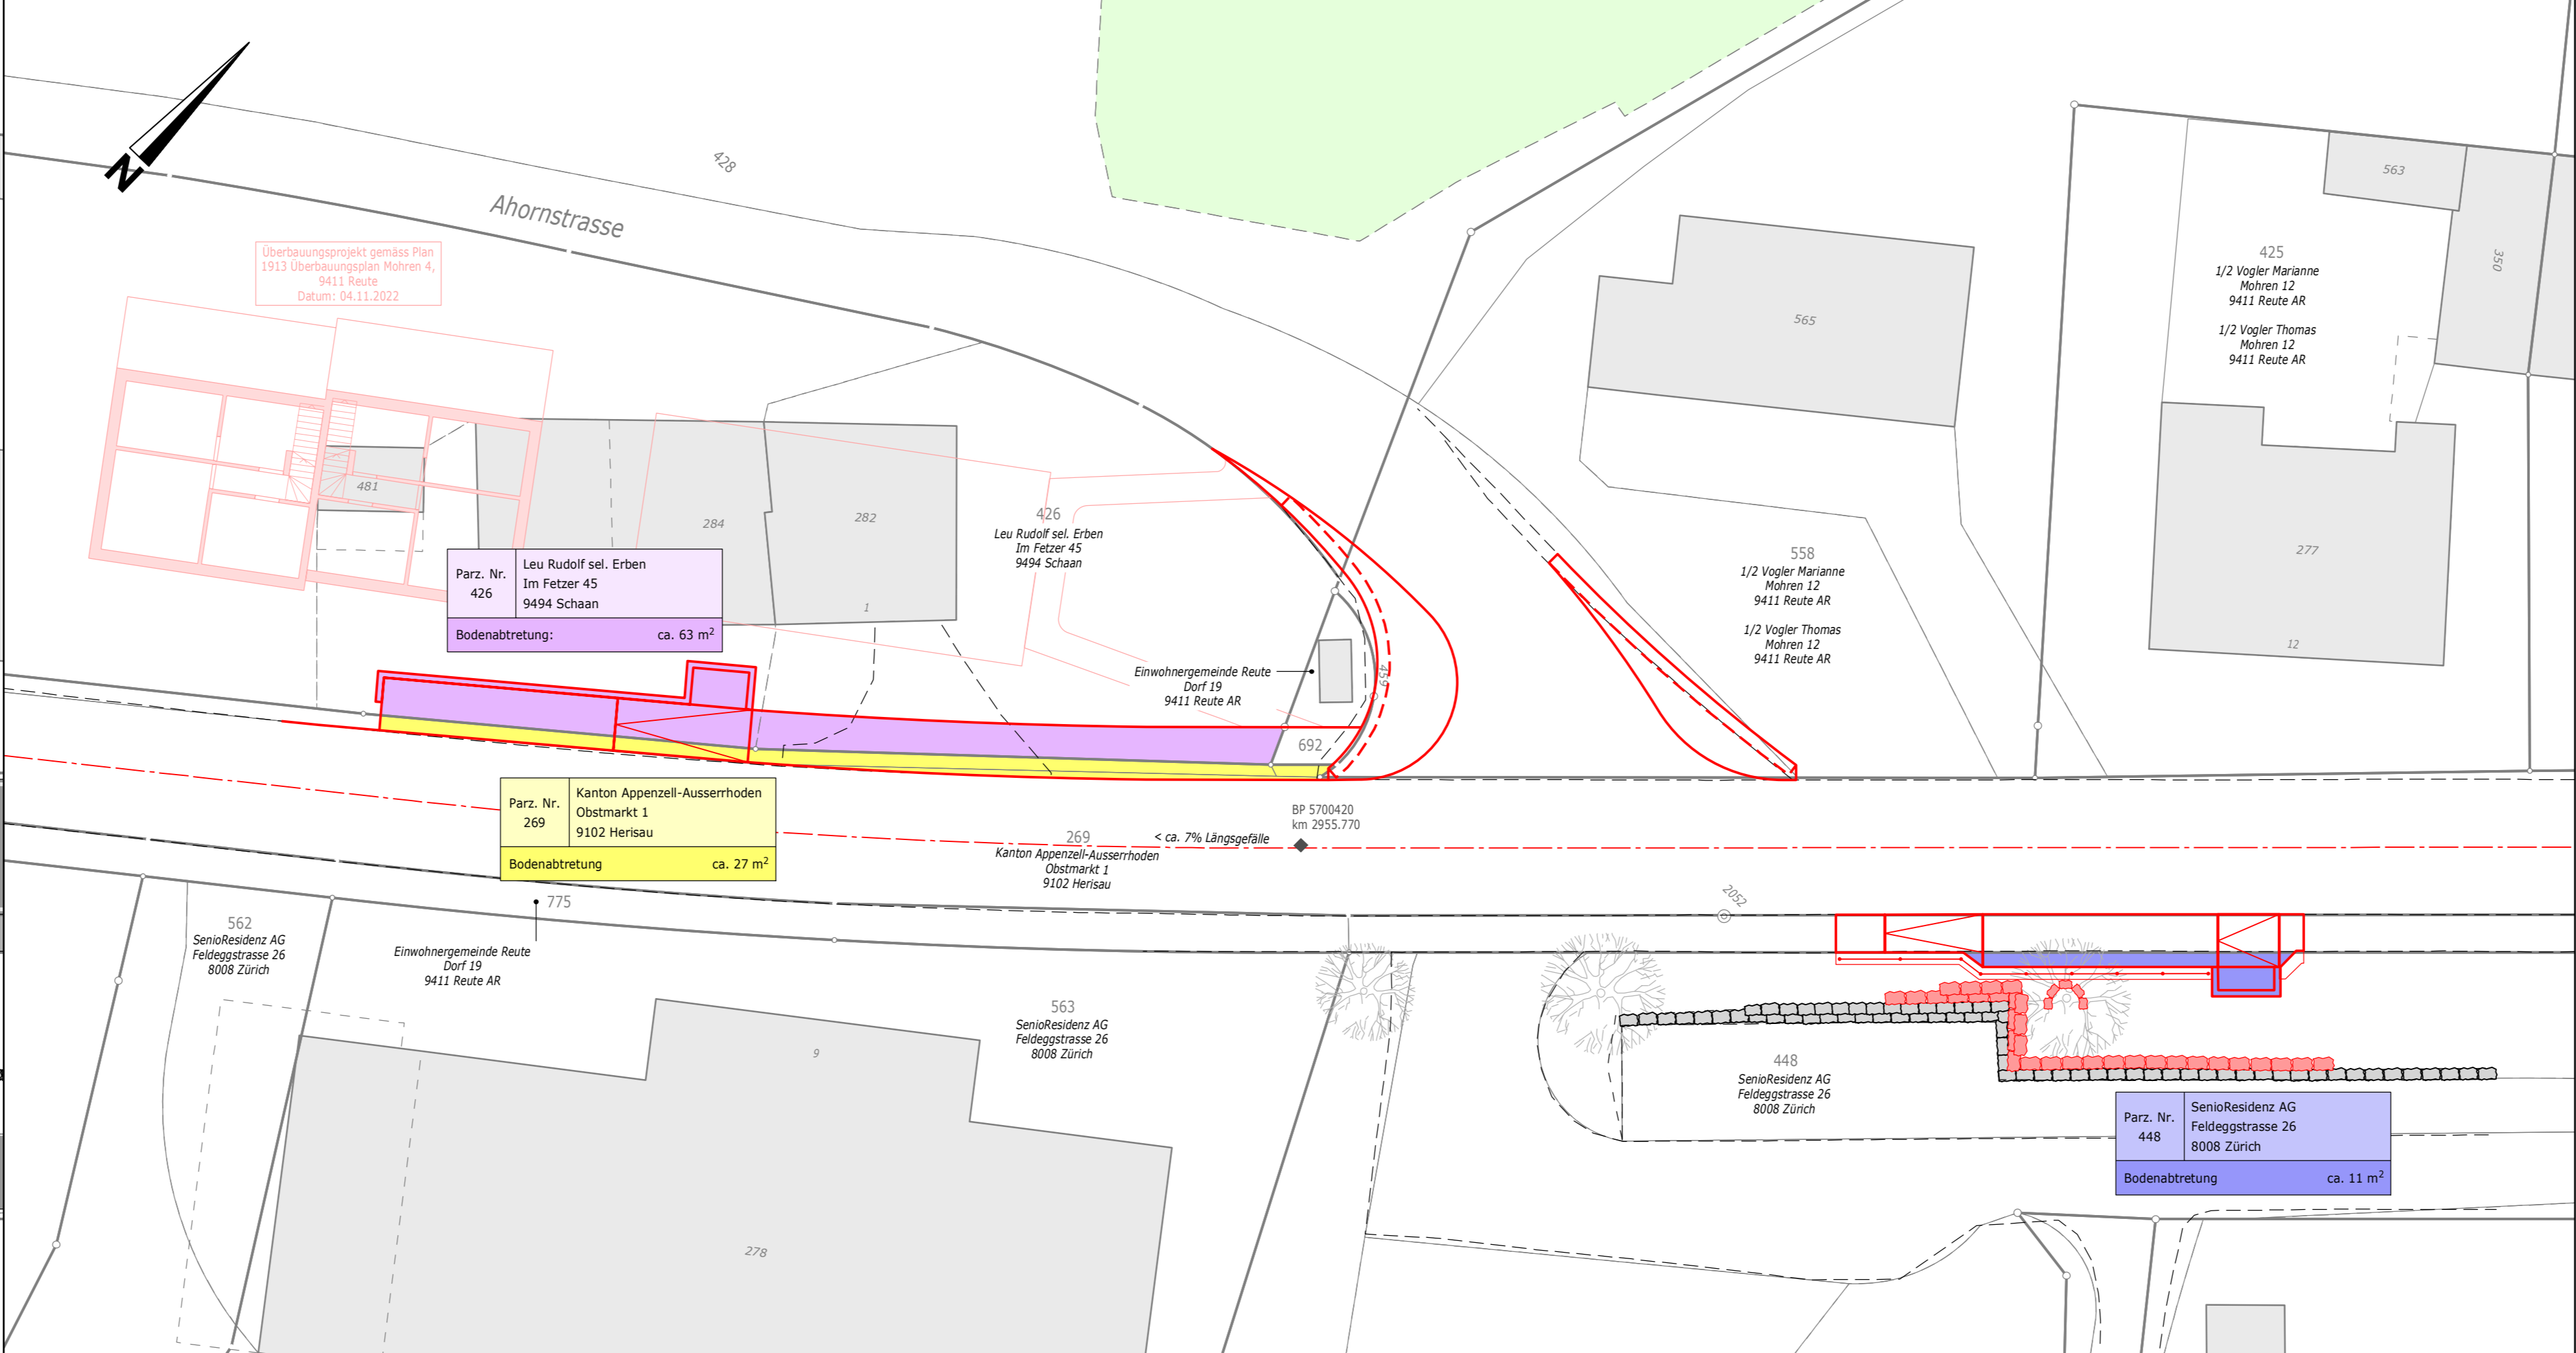 N
428
Ahornstrasse
Überbauungsprojekt gemäss Plan
1913 Überbauungsplan Mohren 4,
9411 Reute
Datum: 04.11.2022
563
350
425
1/2 Vogler Marianne
Mohren 12
9411 Reute AR
1/2 Vogler Thomas
Mohren 12
9411 Reute AR
565
481
284
282
1
426
Leu Rudolf sel. Erben
Im Fetzer 45
9494 Schaan
558
1/2 Vogler Marianne
Mohren 12
9411 Reute AR
1/2 Vogler Thomas
Mohren 12
9411 Reute AR
277
12
Parz. Nr.
426
Leu Rudolf sel. Erben
Im Fetzer 45
9494 Schaan
Bodenabtretung: ca. 63 m²
Einwohnergemeinde Reute
Dorf 19
9411 Reute AR
459
692
Parz. Nr.
269
Kanton Appenzell-Ausserrhoden
Obstmarkt 1
9102 Herisau
Bodenabtretung ca. 27 m²
BP 5700420
km 2955.770
< ca. 7% Längsgefälle
269
Kanton Appenzell-Ausserrhoden
Obstmarkt 1
9102 Herisau
2052
775
Einwohnergemeinde Reute
Dorf 19
9411 Reute AR
562
SenioResidenz AG
Feldeggstrasse 26
8008 Zürich
563
SenioResidenz AG
Feldeggstrasse 26
8008 Zürich
9
278
448
SenioResidenz AG
Feldeggstrasse 26
8008 Zürich
Parz. Nr.
448
SenioResidenz AG
Feldeggstrasse 26
8008 Zürich
Bodenabtretung ca. 11 m²